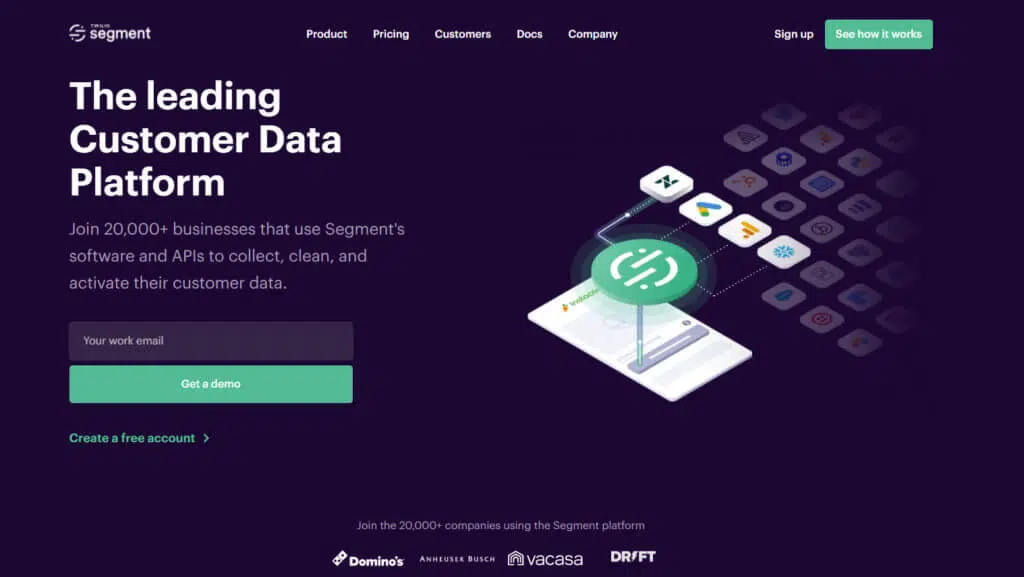 TWILIO
segment
Product Pricing Customers Docs Company Sign up See how it works
The leading
Customer Data
Platform
Join 20,000+ businesses that use Segment's
software and APIs to collect, clean, and
activate their customer data.
Your work email
Get a demo
Create a free account
Join the 20,000+ companies using the Segment platform
Domino's ANHEUSER BUSCH vacasa DRIFT